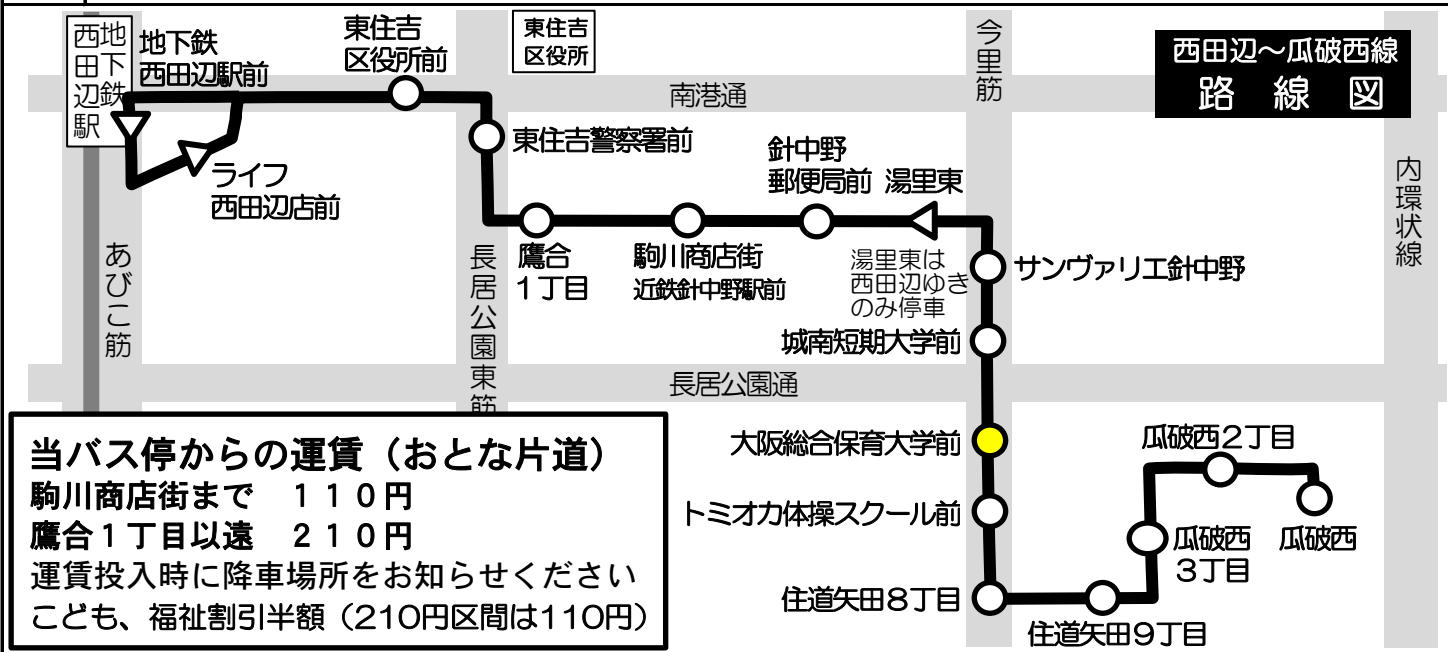 西田辺～瓜破西線
路線図
地下鉄
西田辺駅
地下鉄
西田辺駅前
東住吉
区役所前
東住吉
区役所
今里筋
南港通
東住吉警察署前
ライフ
西田辺店前
針中野
郵便局前
湯里東
内環状線
あびこ筋
長居公園東筋
鷹合
1丁目
駒川商店街
近鉄針中野駅前
湯里東は
西田辺ゆき
のみ停車
サンヴァリエ針中野
城南短期大学前
長居公園通
大阪総合保育大学前
トミオカ体操スクール前
住道矢田8丁目
住道矢田9丁目
瓜破西2丁目
瓜破西
3丁目
瓜破西
当バス停からの運賃（おとな片道）
駒川商店街まで　１１０円
鷹合１丁目以遠　２１０円
運賃投入時に降車場所をお知らせください
こども、福祉割引半額（210円区間は110円）